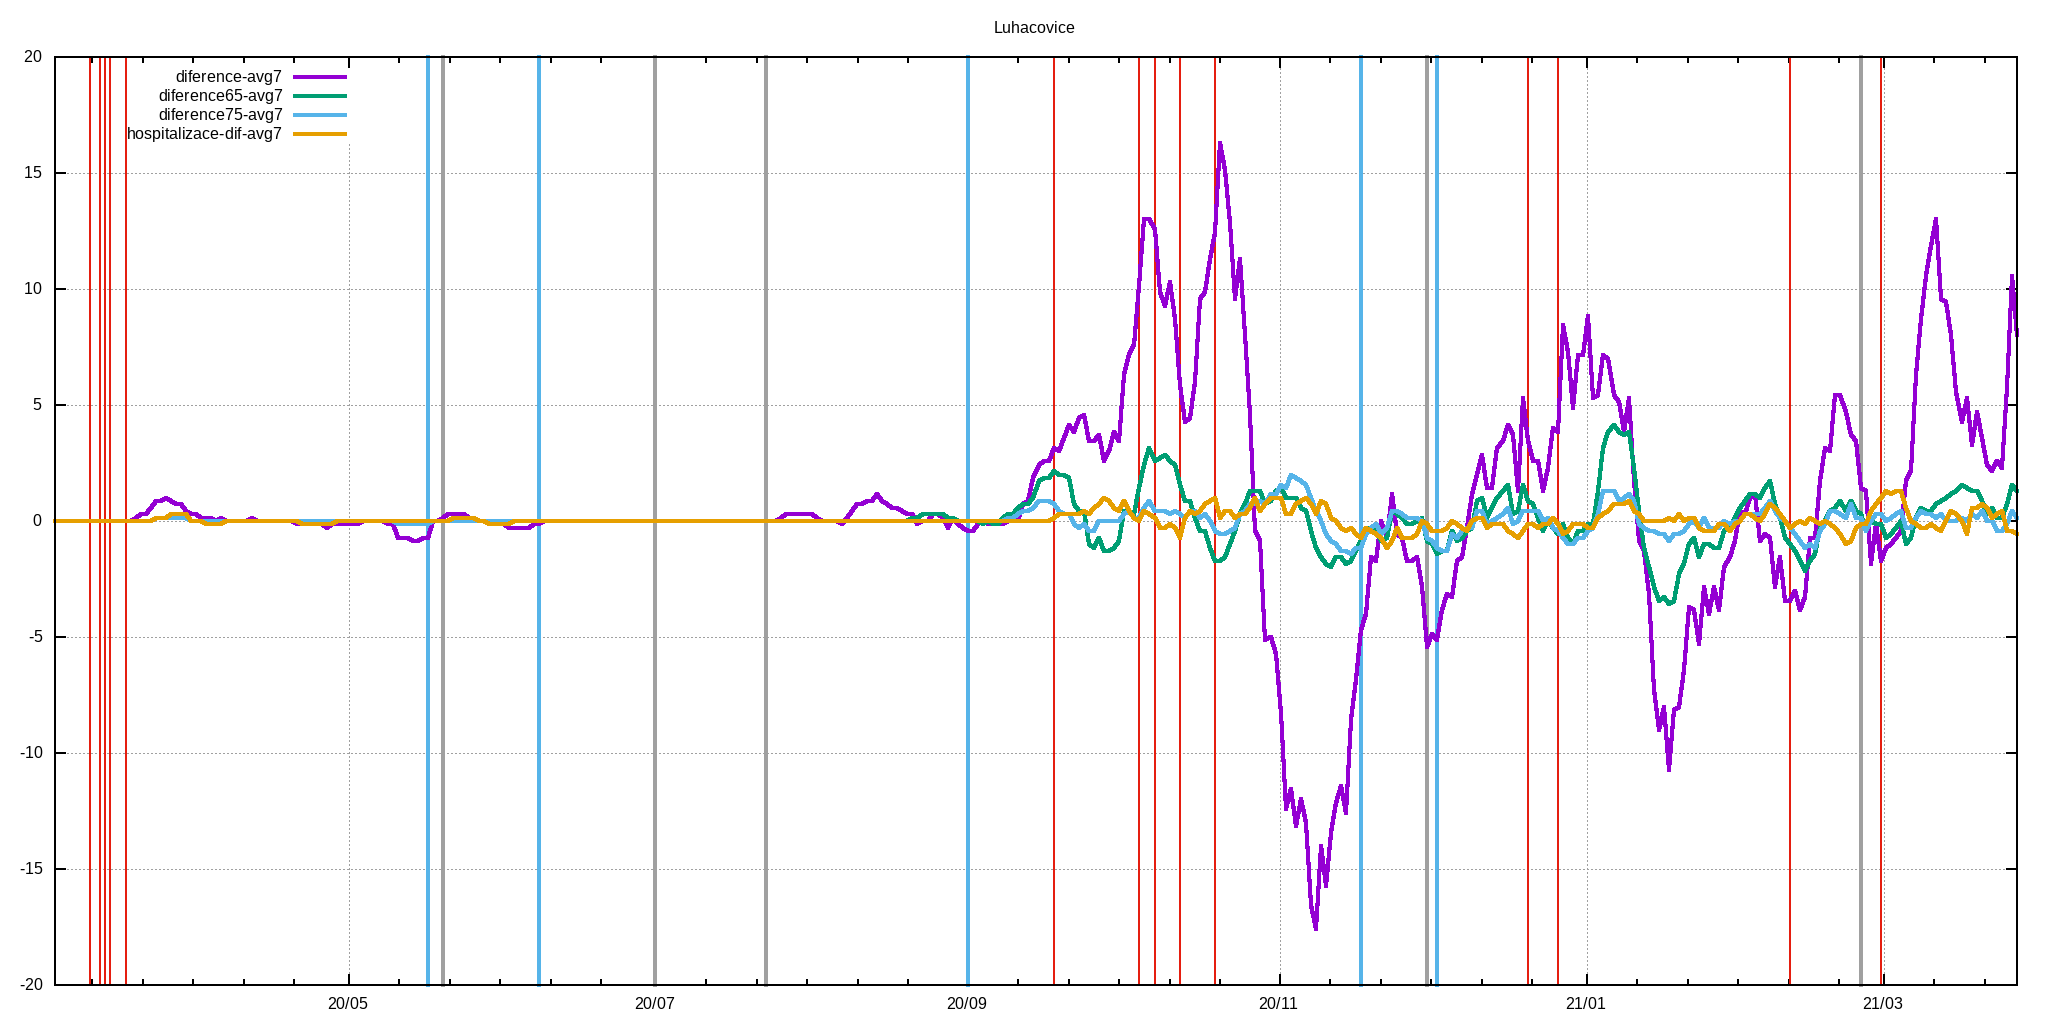 Luhacovice
20
diference-avg7
diference65-avg7
diference75-avg7
hospitalizace-dif-avg7
15
10
5
0
-5
-10
-15
-20
20/05 20/07 20/09 20/11 21/01 21/03